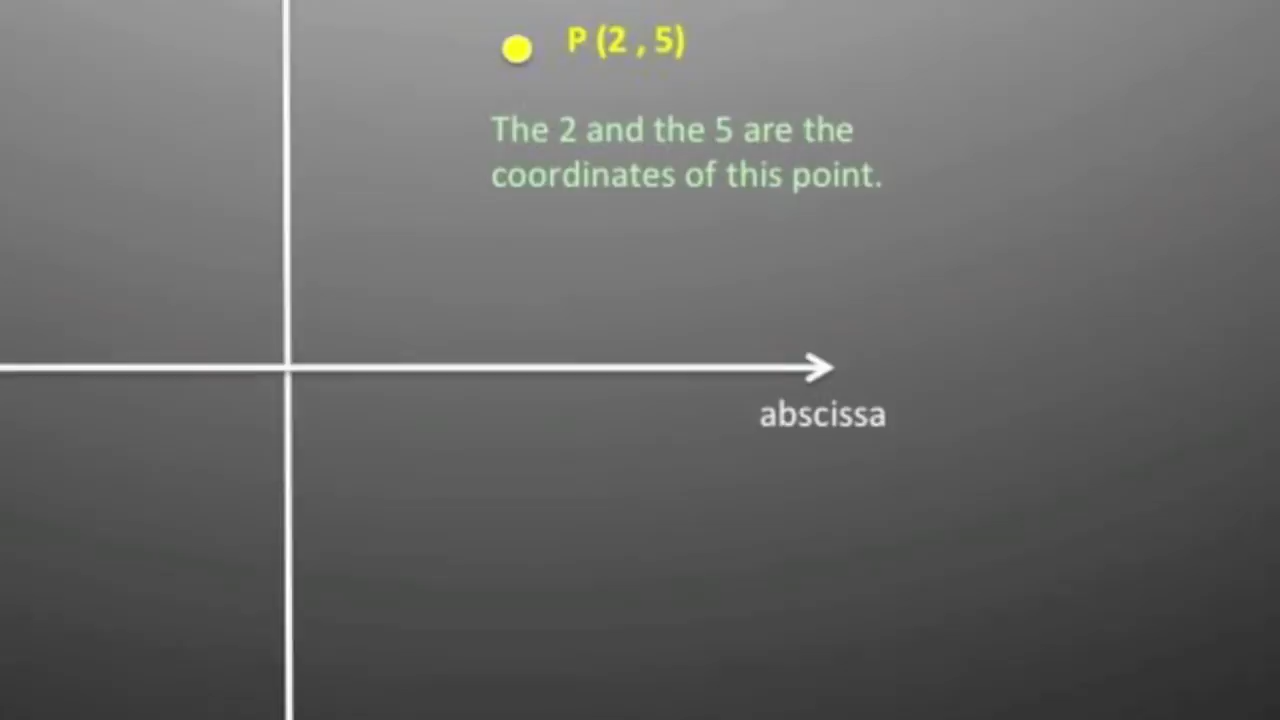 P (2 , 5)
The 2 and the 5 are the
coordinates of this point.
abscissa